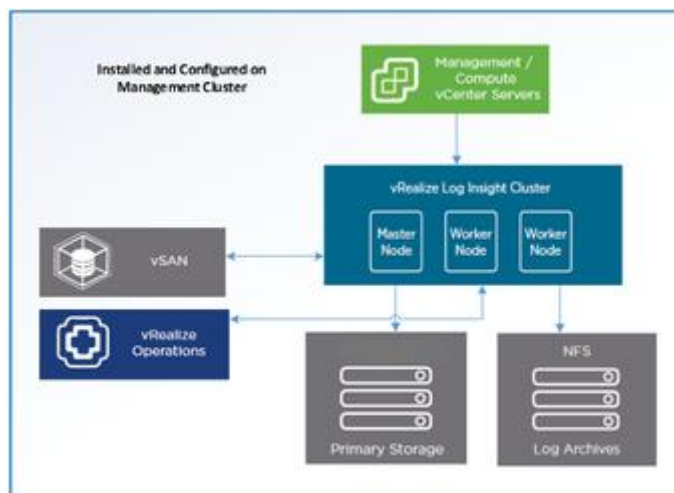 Installed and Configured on
Management Cluster
Management /
Compute
vCenter Servers
vRealize Log Insight Cluster
Master
Node
Worker
Node
Worker
Node
vSAN
vRealize
Operations
NFS
Primary Storage
Log Archives